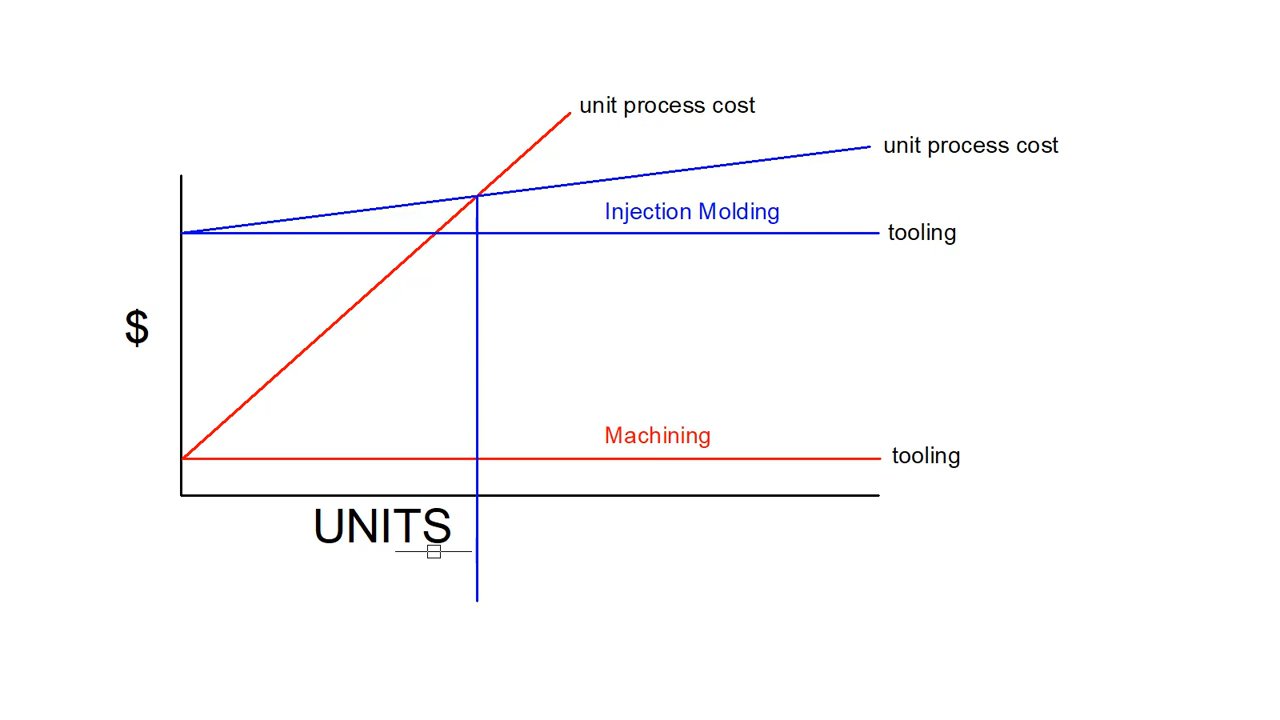 unit process cost
unit process cost
Injection Molding
tooling
$
Machining
tooling
UNITS